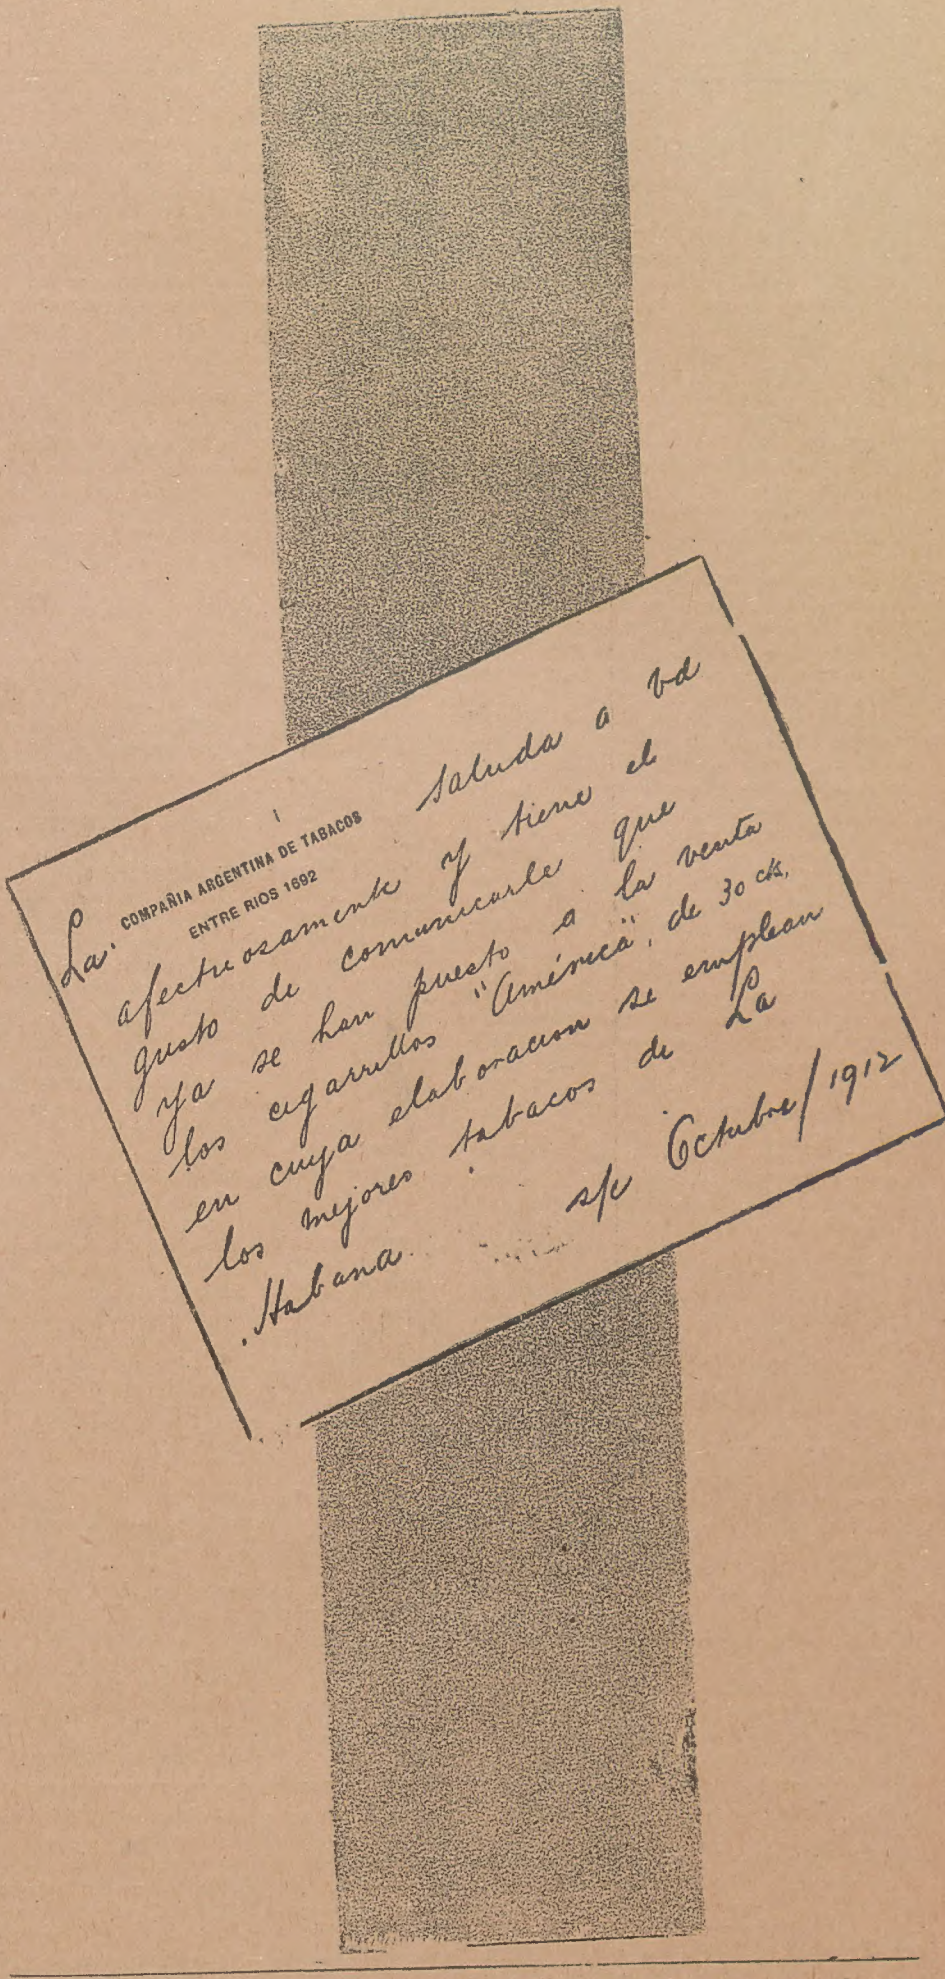 La. COMPAÑIA ARGENTINA DE TABACOS saluda a vd
ENTRE RIOS 1692
afectuosamente y tiene el
gusto de comunicarle que
ya se han puesto a la venta
los cigarrillos "América", de 30 cts.
en cuya elaboracion se emplean
los mejores tabacos de La
Habana.
s/c Octubre/1912